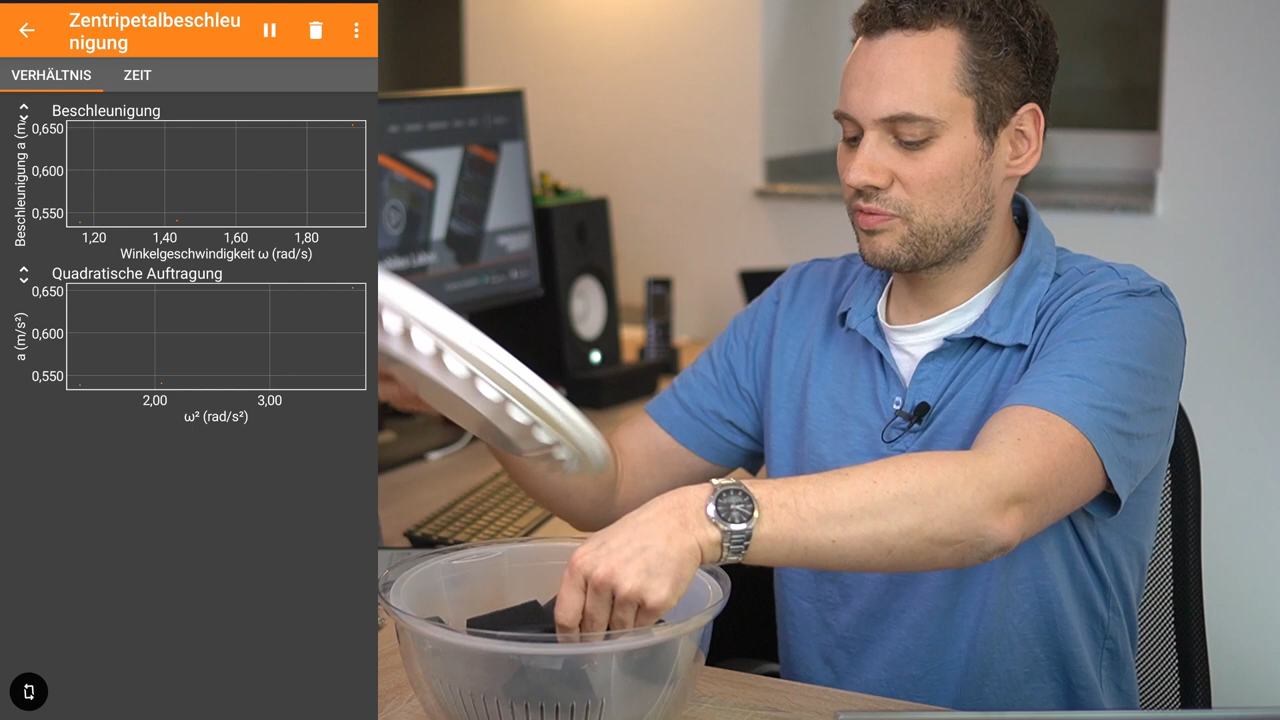 Zentripetalbeschleu
nigung
VERHÄLTNIS
ZEIT
Beschleunigung
Beschleunigung a (m
0,650
0,600
0,550
1,20
1,40
1,60
1,80
Winkelgeschwindigkeit ω (rad/s)
Quadratische Auftragung
a (m/s²)
0,650
0,600
0,550
2,00
3,00
ω² (rad/s²)